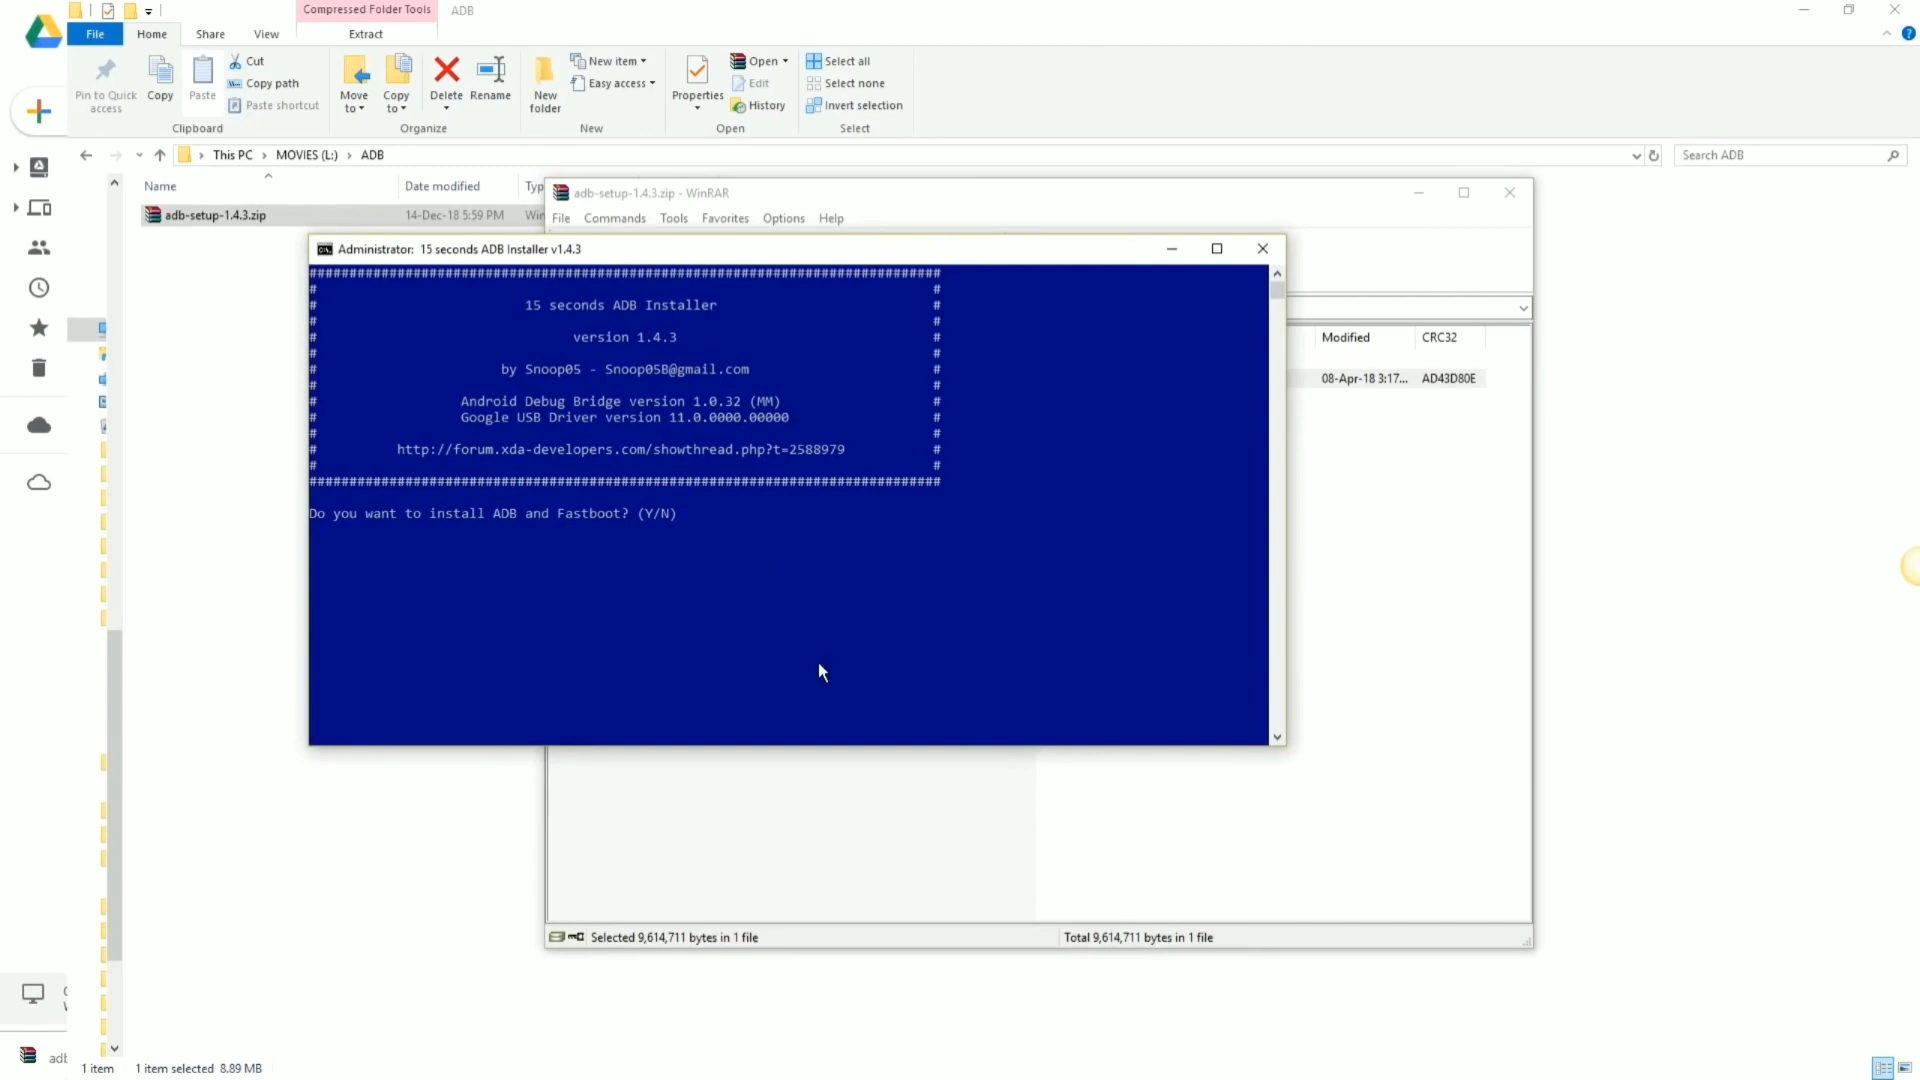 Compressed Folder Tools
ADB
File
Home
Share
View
Extract
Pin to Quick access
Copy
Paste
Cut
Copy path
Paste shortcut
Clipboard
Move to
Copy to
Delete
Rename
Organize
New folder
New item
Easy access
New
Properties
Open
Edit
History
Open
Select all
Select none
Invert selection
Select
This PC > MOVIES (L:) > ADB
Search ADB
Name
Date modified
Typ
adb-setup-1.4.3.zip
14-Dec-18 5:59 PM
Win
adb-setup-1.4.3.zip - WinRAR
File Commands Tools Favorites Options Help
Modified
CRC32
08-Apr-18 3:17...
AD43D80E
Administrator: 15 seconds ADB Installer v1.4.3
###############################################################################
# #
# 15 seconds ADB Installer #
# #
# version 1.4.3 #
# #
# by Snoop05 - Snoop05B@gmail.com #
# #
# Android Debug Bridge version 1.0.32 (MM) #
# Google USB Driver version 11.0.0000.00000 #
# #
# http://forum.xda-developers.com/showthread.php?t=2588979 #
# #
###############################################################################
Do you want to install ADB and Fastboot? (Y/N)
Selected 9,614,711 bytes in 1 file
Total 9,614,711 bytes in 1 file
adb
1 item
1 item selected 8.89 MB